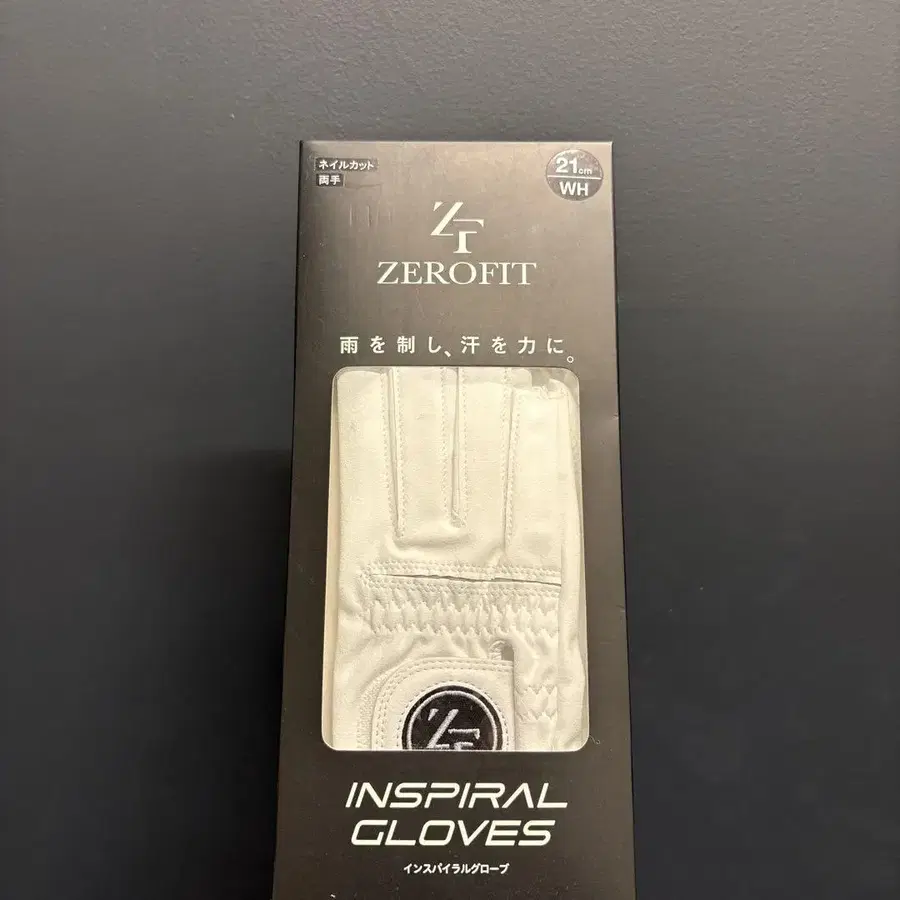 ネイルカット
両手
21cm
WH
ZF
ZEROFIT
雨を制し、汗を力に。
ZF
INSPIRAL
GLOVES
インスパイラルグローブ